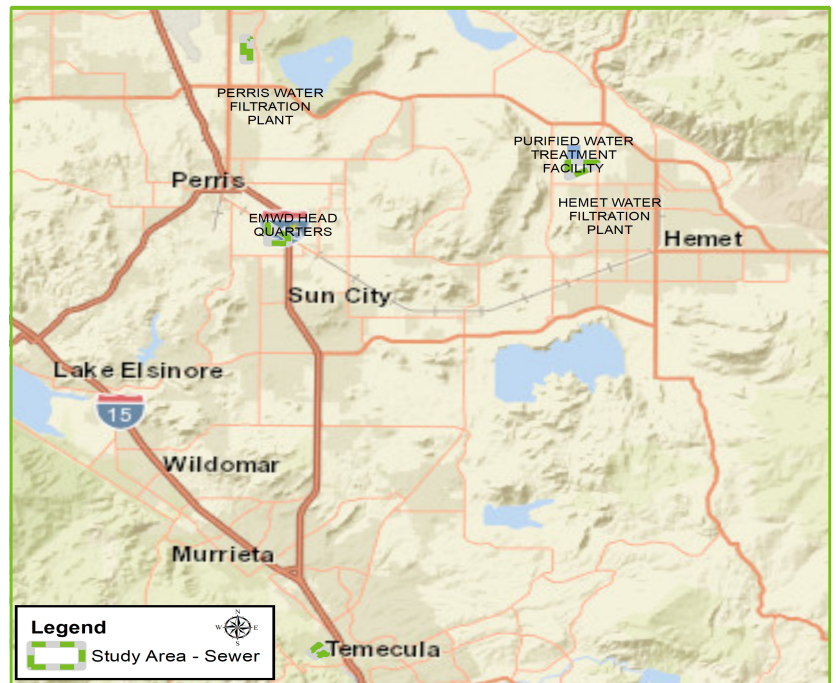 PERRIS WATER
FILTRATION
PLANT
PURIFIED WATER
TREATMENT
FACILITY
Perris
HEMET WATER
FILTRATION
PLANT
EMWD HEAD
QUARTERS
Hemet
Sun City
Lake Elsinore
15
Wildomar
Murrieta
Temecula
Legend
N
W
E
S
Study Area - Sewer